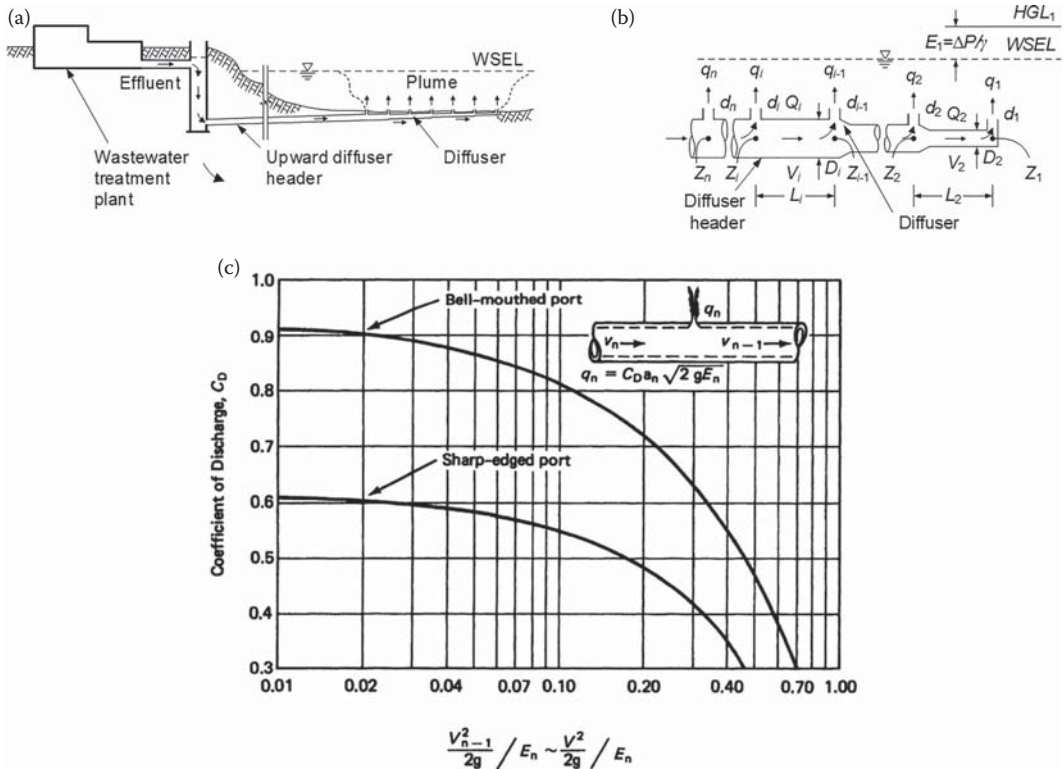 (a)
WSEL
Effluent
Plume
Wastewater
treatment
plant
Upward diffuser
header
Diffuser
(b)
HGL₁
E₁=ΔP/γ WSEL
qₙ qᵢ qᵢ₋₁ q₂ q₁
dₙ dᵢ Qᵢ dᵢ₋₁ d₂ Q₂ d₁
Zₙ Zᵢ Vᵢ Dᵢ Zᵢ₋₁ Z₂ V₂ D₂ Z₁
Diffuser
header
Lᵢ
Diffuser
L₂
(c)
1.0
0.9
0.8
0.7
0.6
0.5
0.4
0.3
Coefficient of Discharge, C_D
Bell-mouthed port
qₙ
vₙ vₙ₋₁
qₙ = C_D aₙ √2 gEₙ
Sharp-edged port
0.01 0.02 0.04 0.07 0.10 0.20 0.40 0.70 1.00
V²ₙ₋₁/2g / Eₙ ~ V²/2g / Eₙ